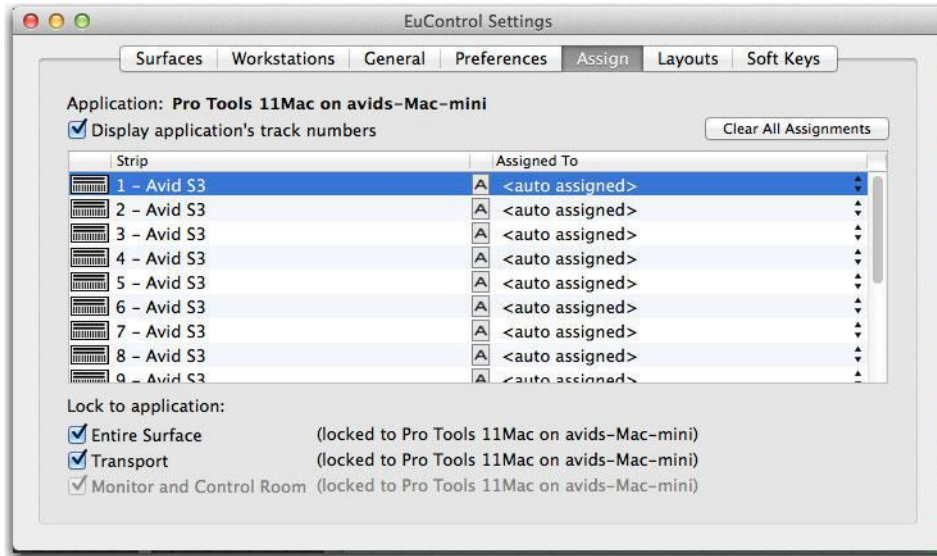 EuControl Settings
Surfaces Workstations General Preferences Assign Layouts Soft Keys
Application: Pro Tools 11Mac on avids-Mac-mini
Display application's track numbers Clear All Assignments
Strip Assigned To
1 – Avid S3 A <auto assigned>
2 – Avid S3 A <auto assigned>
3 – Avid S3 A <auto assigned>
4 – Avid S3 A <auto assigned>
5 – Avid S3 A <auto assigned>
6 – Avid S3 A <auto assigned>
7 – Avid S3 A <auto assigned>
8 – Avid S3 A <auto assigned>
9 – Avid S3 A <auto assigned>
Lock to application:
Entire Surface (locked to Pro Tools 11Mac on avids-Mac-mini)
Transport (locked to Pro Tools 11Mac on avids-Mac-mini)
Monitor and Control Room (locked to Pro Tools 11Mac on avids-Mac-mini)